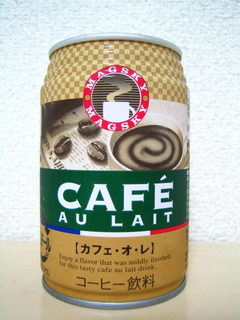 MAGSKY
MAGSKY
CAFÉ
AU LAIT
【カフェ・オ・レ】
Enjoy a flavor that was mildly finished
for this tasty cafe au lait drink.
コーヒー飲料